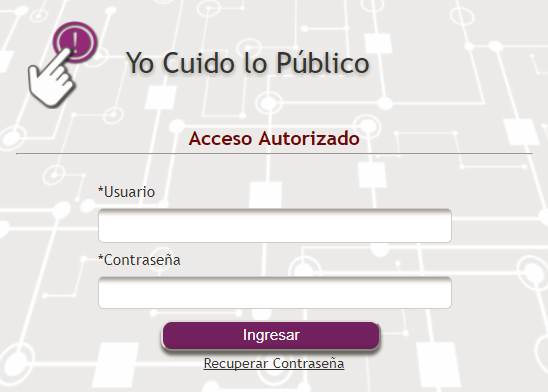 Yo Cuido lo Público
Acceso Autorizado
*Usuario
*Contraseña
Ingresar
Recuperar Contraseña